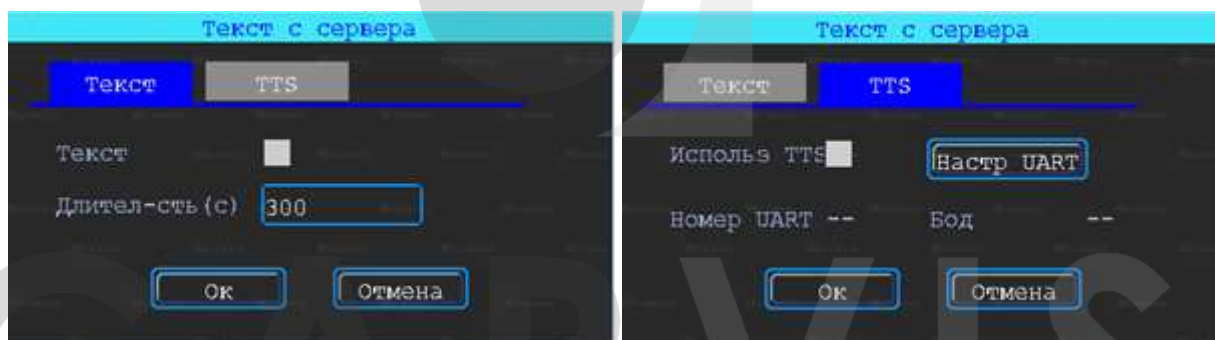 Текст с сервера
Текст TTS
Текст
Длител-сть(с) 300
Ок Отмена
Текст с сервера
Текст TTS
Использ TTS Настр UART
Номер UART -- Бод --
Ок Отмена
CARVIS